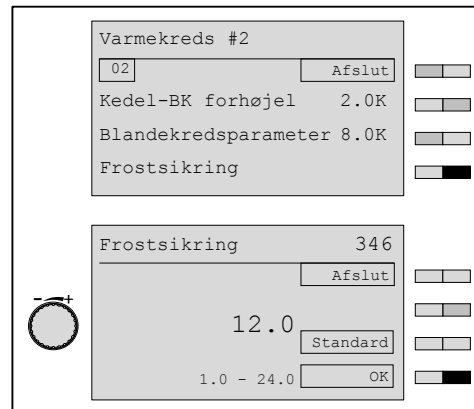 Varmekreds #2
02 Afslut
Kedel-BK forhøjel 2.0K
Blandekredsparameter 8.0K
Frostsikring
Frostsikring 346
Afslut
- +
12.0
Standard
1.0 - 24.0 OK